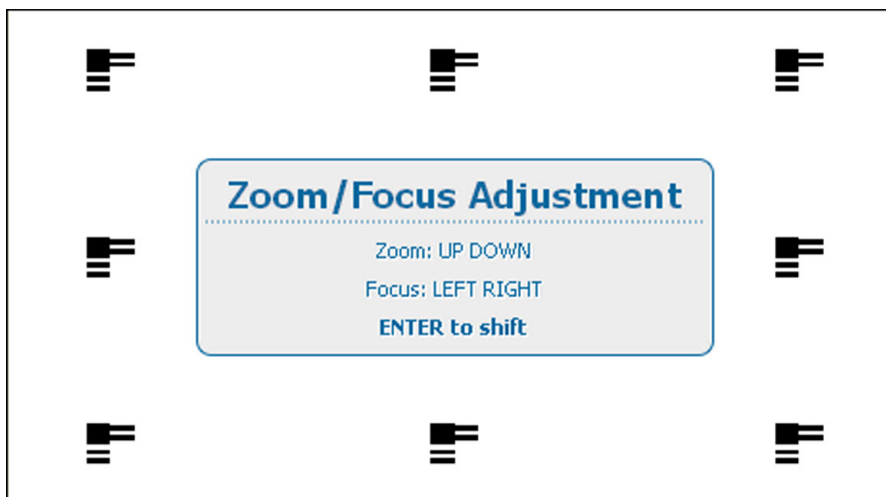 Zoom/Focus Adjustment
Zoom: UP DOWN
Focus: LEFT RIGHT
ENTER to shift